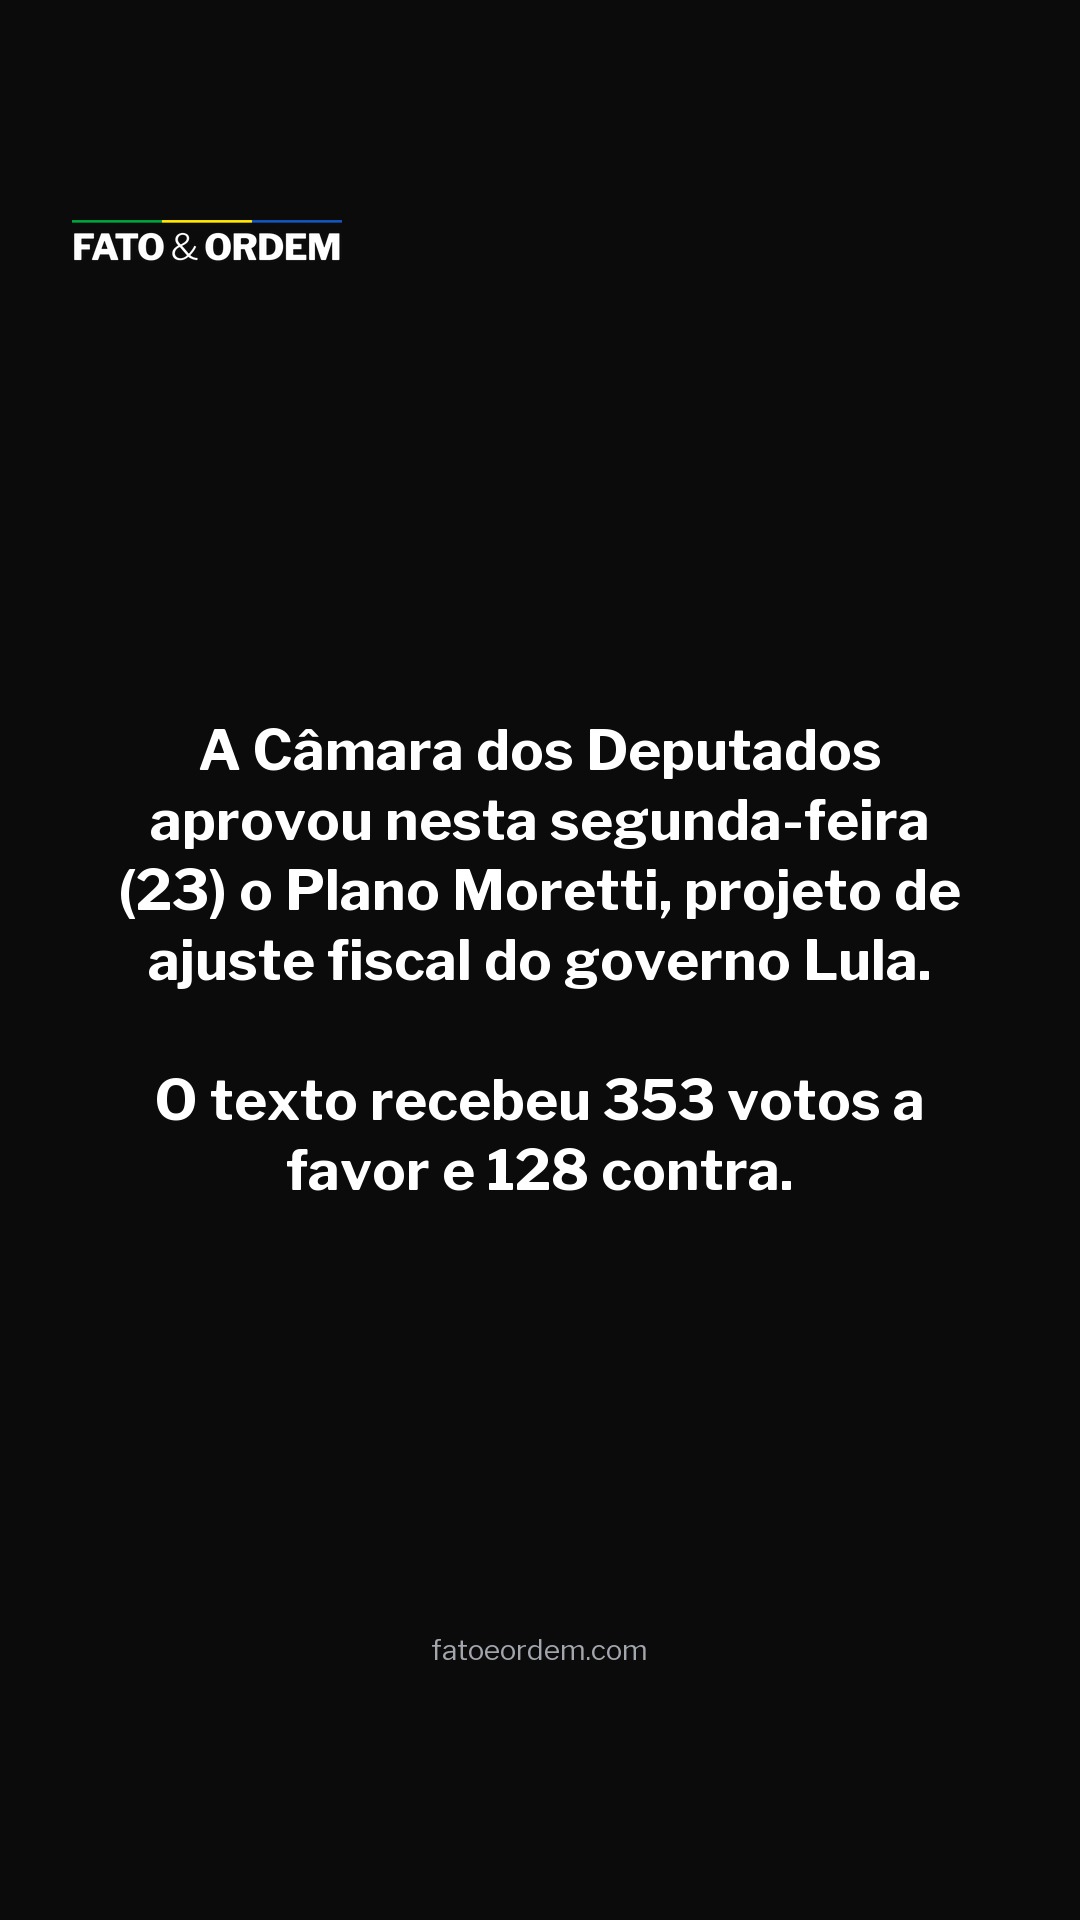 FATO & ORDEM
A Câmara dos Deputados
aprovou nesta segunda-feira
(23) o Plano Moretti, projeto de
ajuste fiscal do governo Lula.
O texto recebeu 353 votos a
favor e 128 contra.
fatoeordem.com